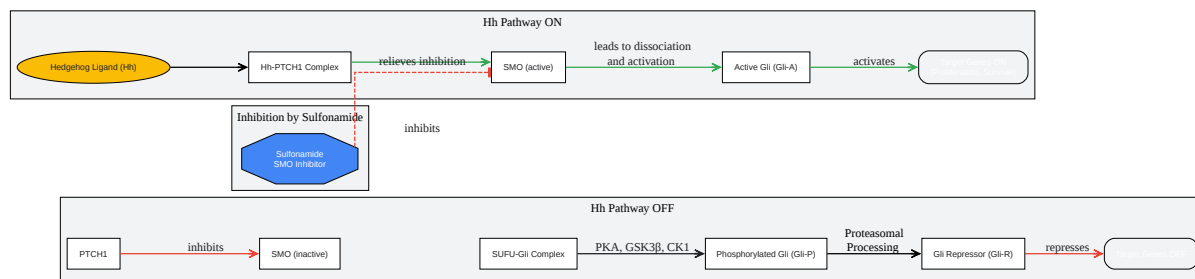 Hh Pathway ON
Hedgehog Ligand (Hh)
Hh-PTCH1 Complex
relieves inhibition
SMO (active)
leads to dissociation
and activation
Active Gli (Gli-A)
activates
Inhibition by Sulfonamide
Sulfonamide
SMO Inhibitor
inhibits
Hh Pathway OFF
PTCH1
inhibits
SMO (inactive)
SUFU-Gli Complex
PKA, GSK3β, CK1
Phosphorylated Gli (Gli-P)
Proteasomal
Processing
Gli Repressor (Gli-R)
represses